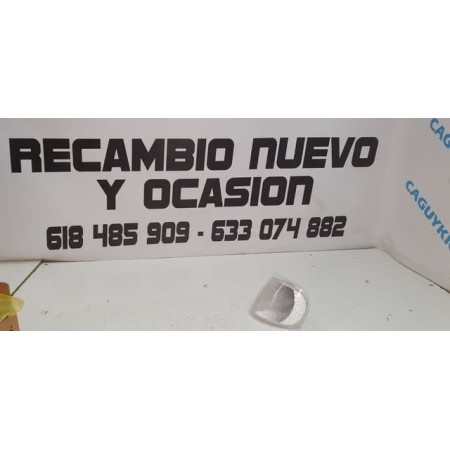 RECAMBIO NUEVO
Y OCASION
618 485 909 - 633 074 882